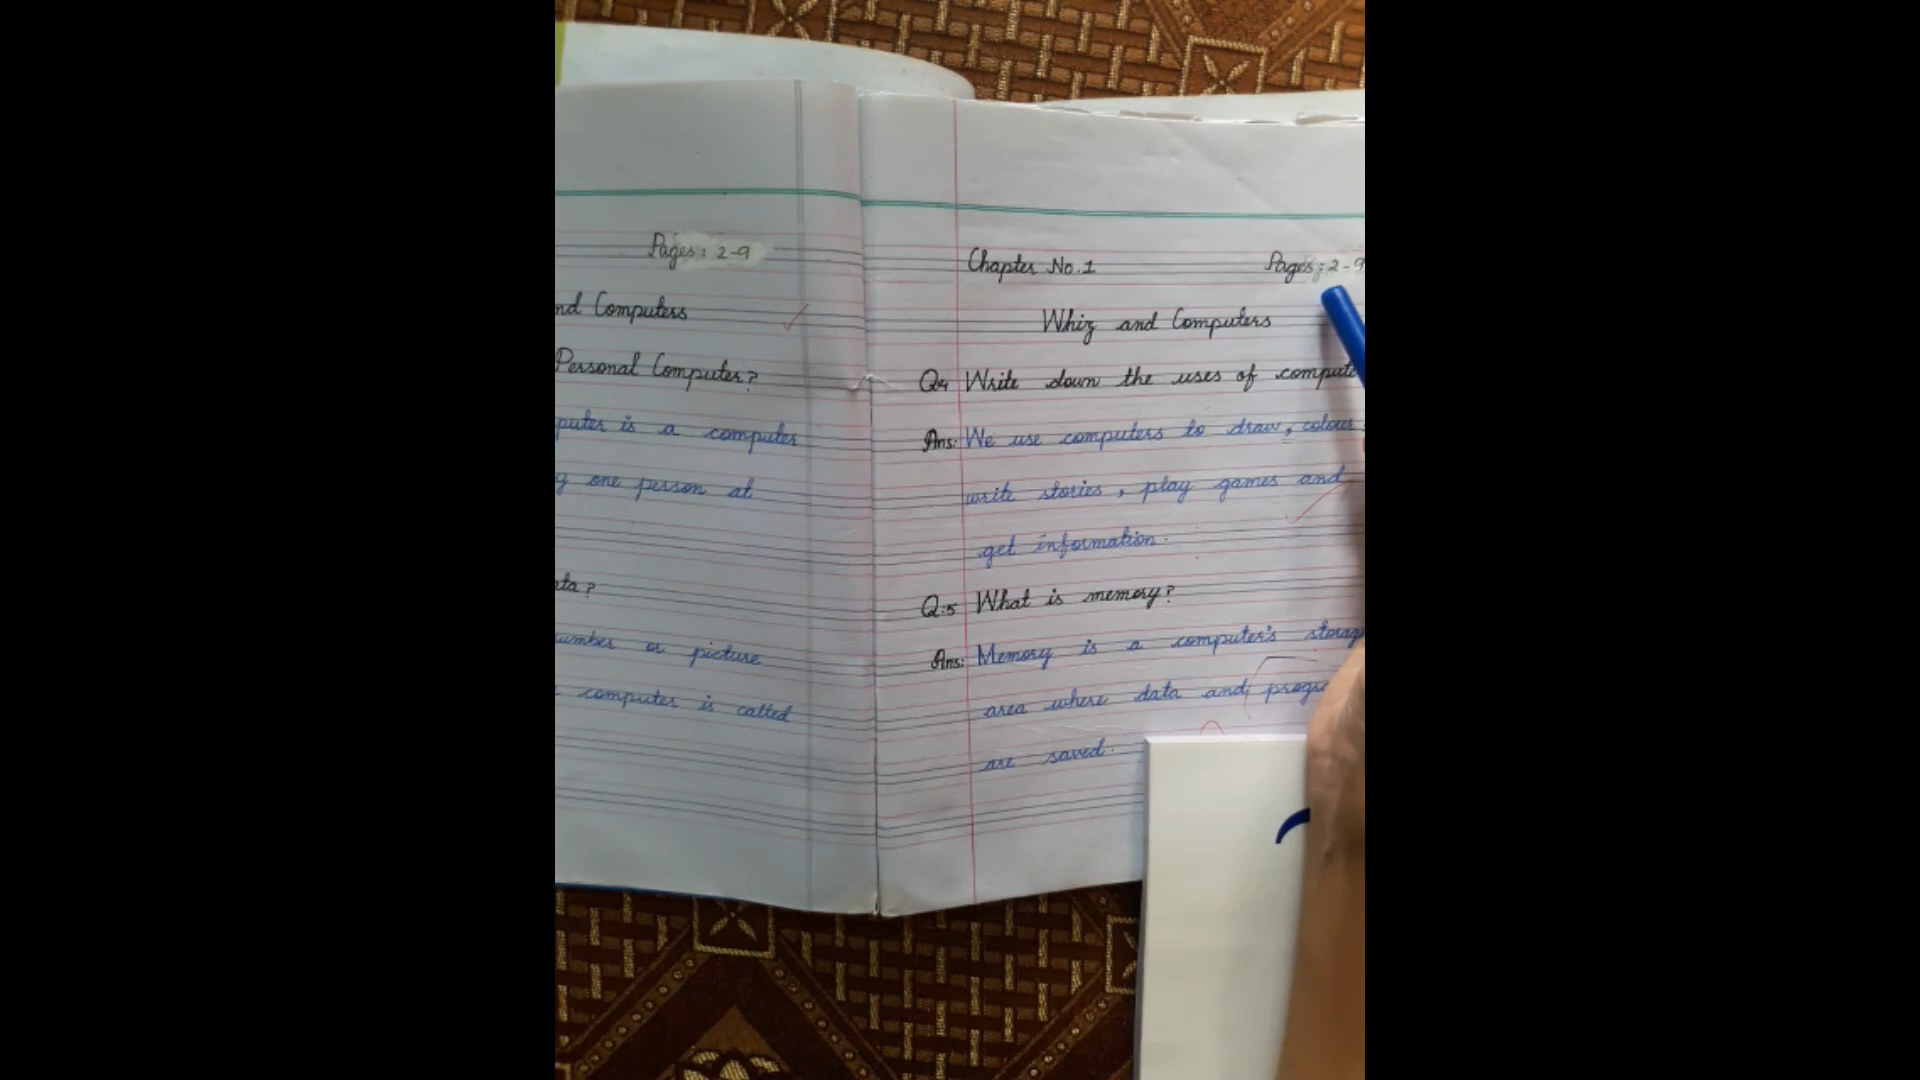 Pages: 2-9
nd Computers
Personal Computer?
puter is a computer
y one person at
ata?
umber or picture
computer is called
Chapter No.1 Pages: 2-9
Whiz and Computers
Q4 Write down the uses of compute
Ans: We use computers to draw, colour,
write stories, play games and
get information.
Q:5 What is memory?
Ans: Memory is a computer's storag
area where data and progr
are saved.